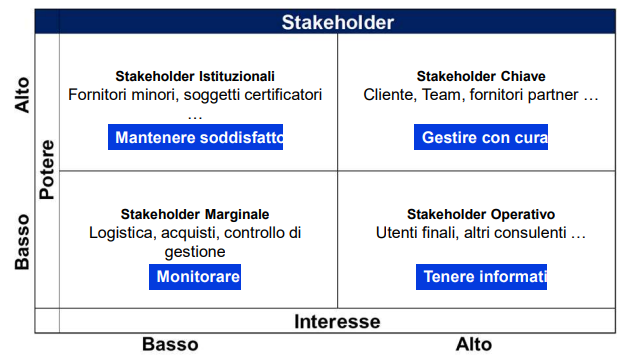 Stakeholder
Alto
Potere
Basso
Stakeholder Istituzionali
Fornitori minori, soggetti certificatori
…
Mantenere soddisfatto
Stakeholder Chiave
Cliente, Team, fornitori partner …
Gestire con cura
Stakeholder Marginale
Logistica, acquisti, controllo di
gestione
Monitorare
Stakeholder Operativo
Utenti finali, altri consulenti …
Tenere informati
Interesse
Basso
Alto